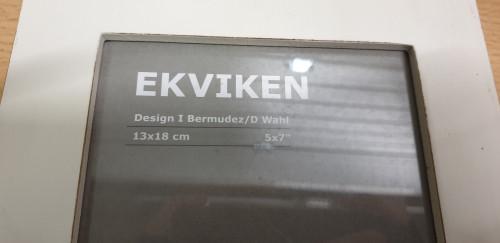 EKVIKEN
Design I Bermudez/D Wahl
13x18 cm 5x7"